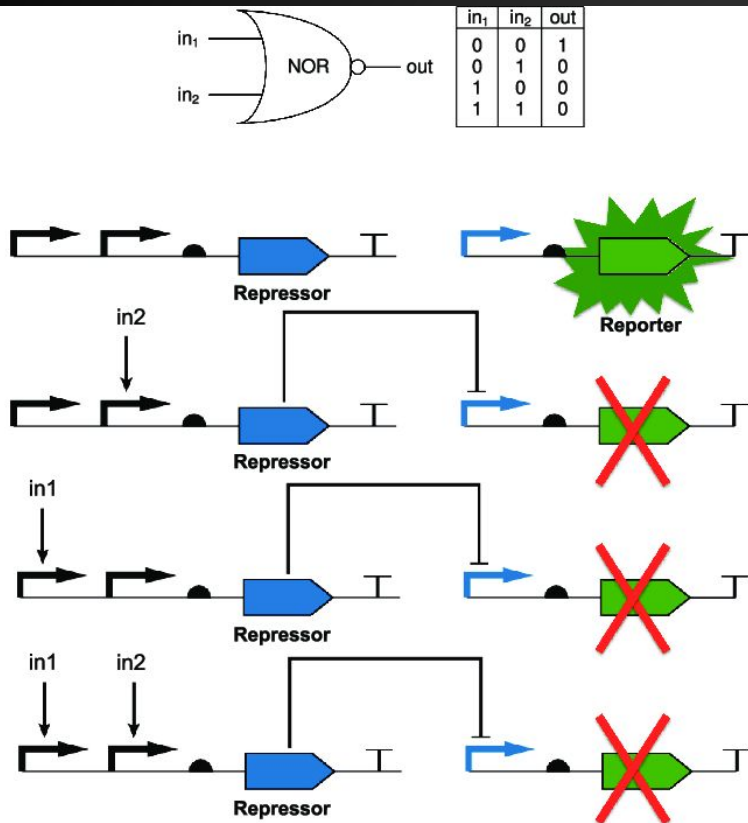 in₁ in₂ out
in₁ NOR out 0 0 1
0 1 0
in₂ 1 0 0
1 1 0
Repressor
Reporter
in2
Repressor
in1
Repressor
in1 in2
Repressor